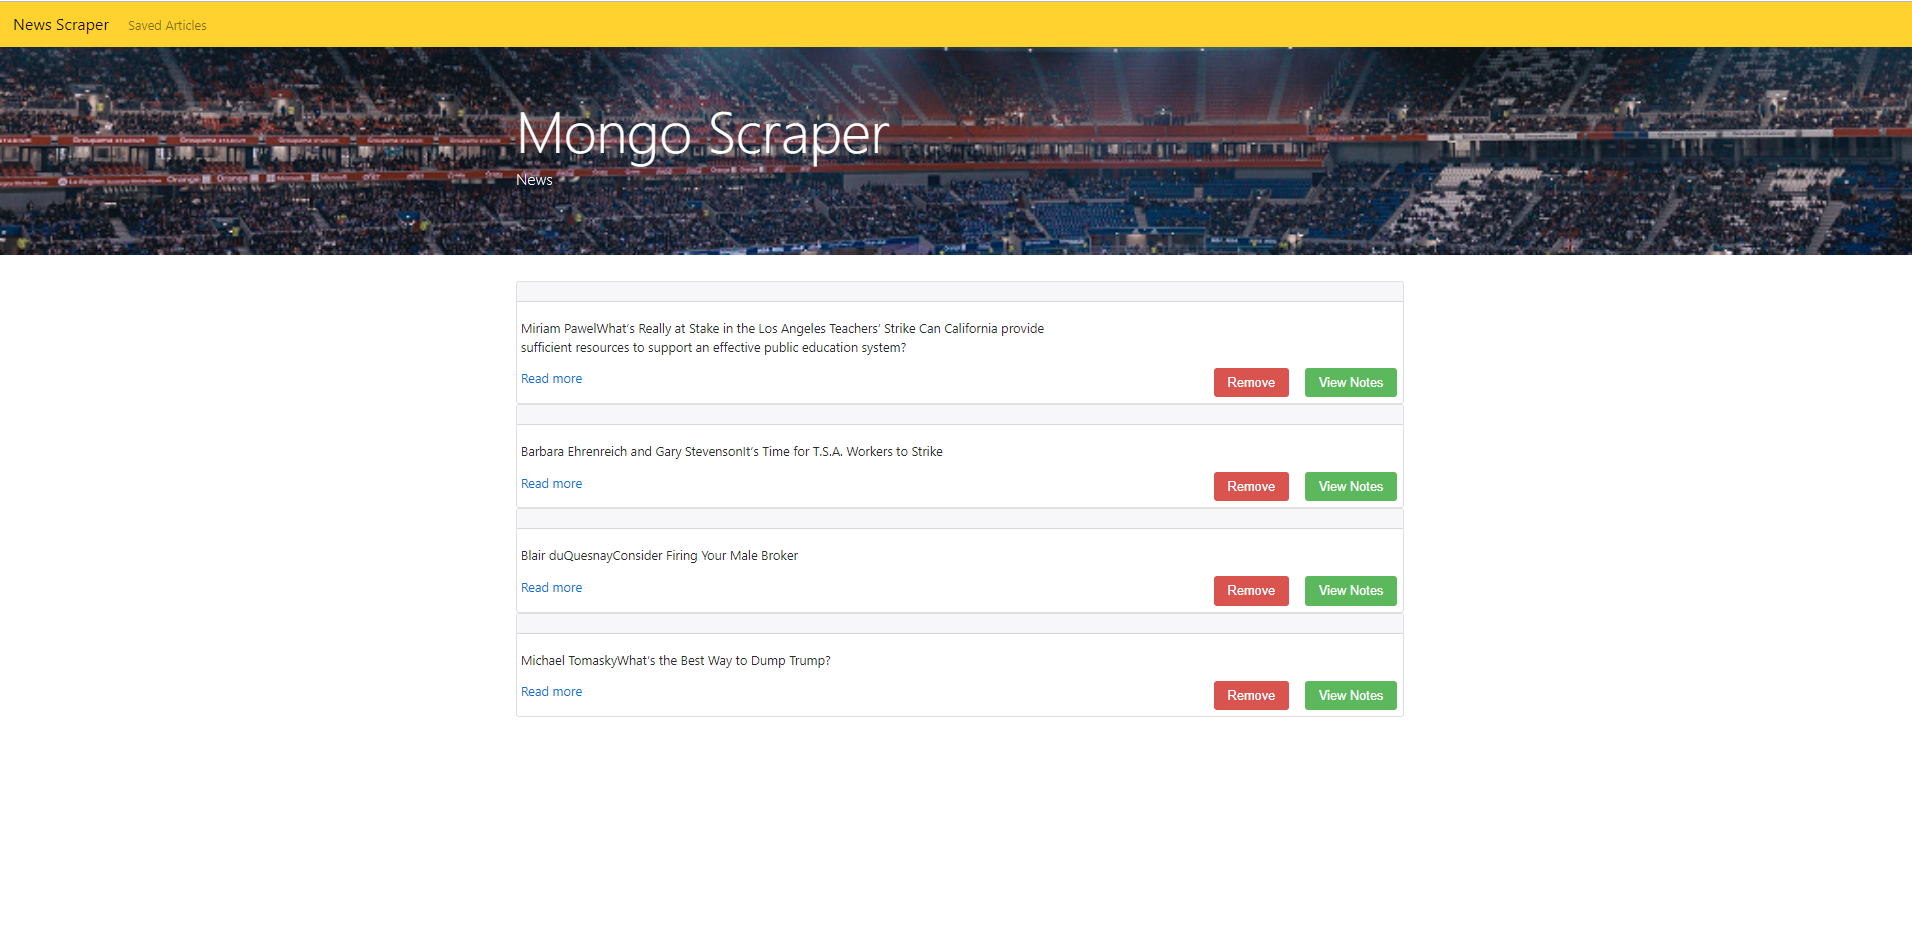 News Scraper Saved Articles
Mongo Scraper
News
Miriam PawelWhat's Really at Stake in the Los Angeles Teachers' Strike Can California provide
sufficient resources to support an effective public education system?
Read more Remove View Notes
Barbara Ehrenreich and Gary StevensonIt's Time for T.S.A. Workers to Strike
Read more Remove View Notes
Blair duQuesnayConsider Firing Your Male Broker
Read more Remove View Notes
Michael TomaskyWhat's the Best Way to Dump Trump?
Read more Remove View Notes